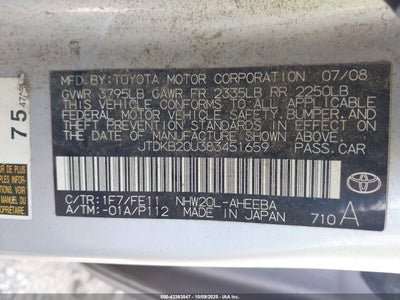 MFD.BY:TOYOTA MOTOR CORPORATION 07/08
GVWR 3795LB GAWR FR 2335LB RR 2250LB
THIS VEHICLE CONFORMS TO ALL APPLICABLE
FEDERAL MOTOR VEHICLE SAFETY,BUMPER,AND
THEFT PREVENTION STANDARDS IN EFFECT ON
THE DATE OF MANUFACTURE SHOWN ABOVE.
JTDKB20U383451659 PASS.CAR
C/TR:1F7/FE11 NHW20L-AHEEBA
A/TM:-01A/P112 MADE IN JAPAN 710 A
TOYOTA
75
ID:000-43363847 - 10/09/2025 - IAA Inc.